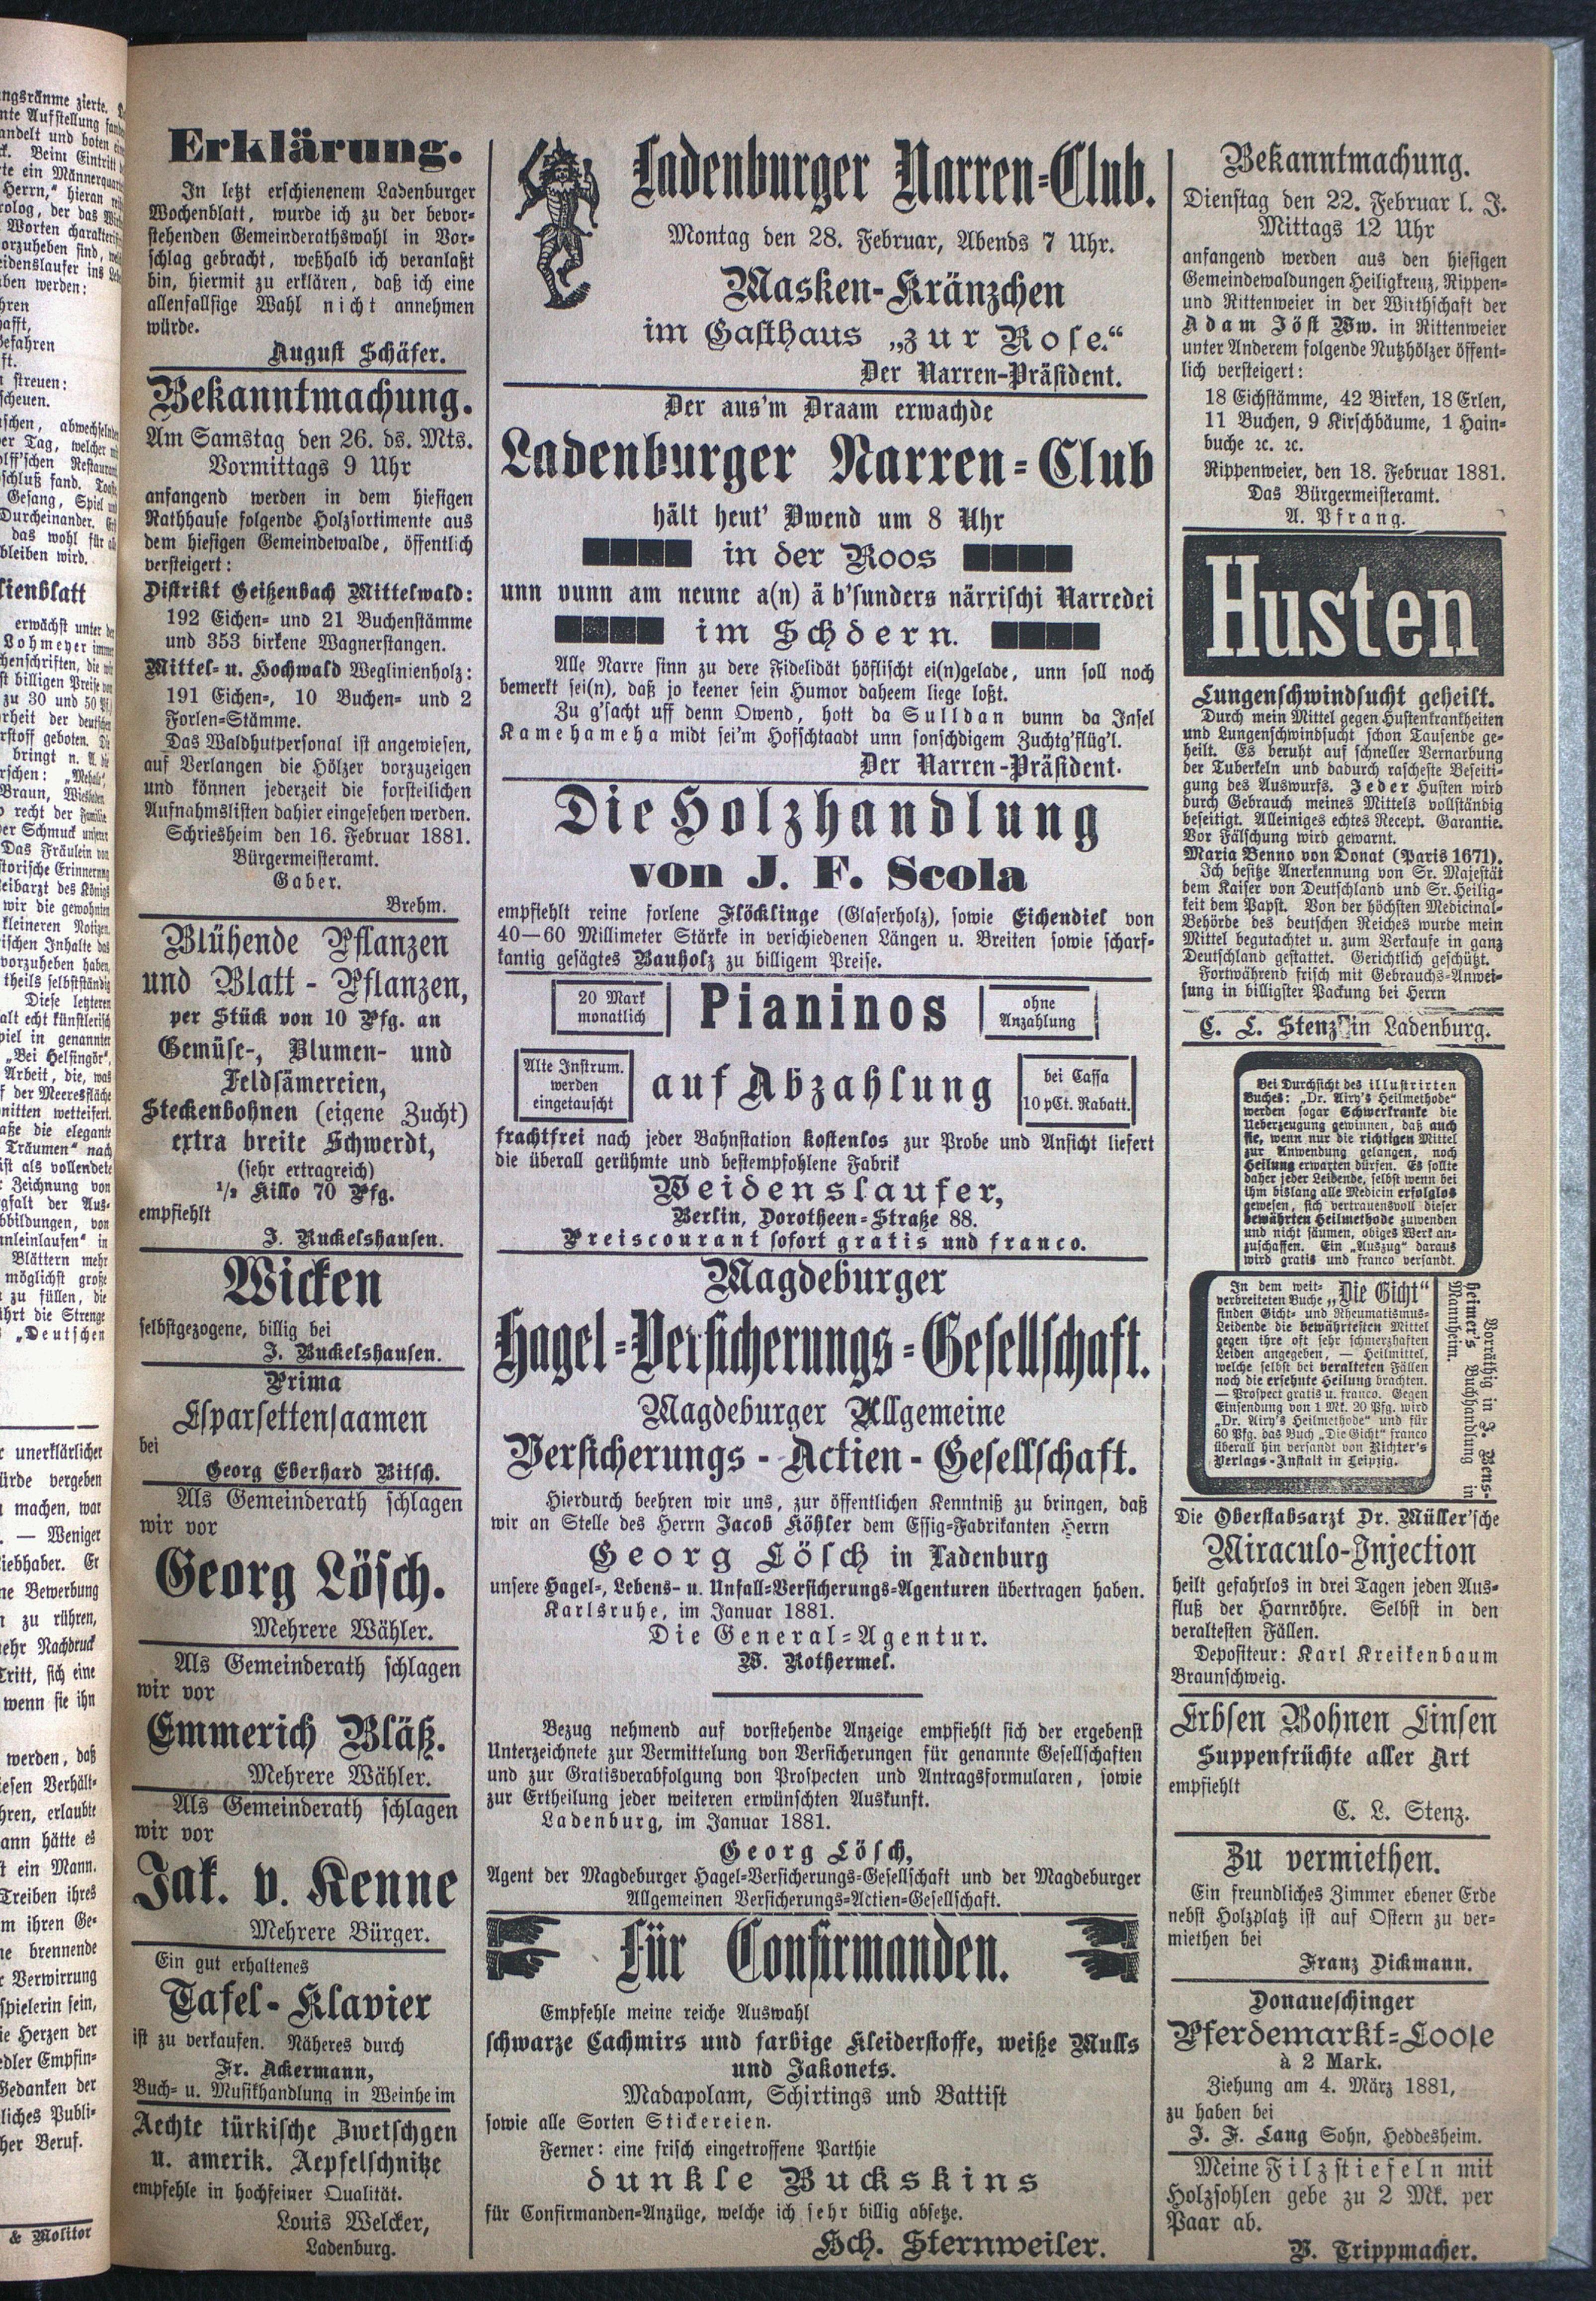 Erklärung.
In letzt erschienenem Ladenburger
Wochenblatt, wurde ich zu der bevor-
stehenden Gemeinderathswahl in Vor-
schlag gebracht, weßhalb ich veranlaßt
bin, hiermit zu erklären, daß ich eine
allenfallsige Wahl nicht annehmen
würde.
August Schäfer.
Bekanntmachung.
Am Samstag den 26. ds. Mts.
Vormittags 9 Uhr
anfangend werden in dem hiesigen
Rathhause folgende Holzsortimente aus
dem hiesigen Gemeindewalde, öffentlich
versteigert:
Distrikt Geißenbach Mittelwald:
192 Eichen- und 21 Buchenstämme
und 353 birkene Wagnerstangen.
Mittel- u. Hochwald Weglinienholz:
191 Eichen-, 10 Buchen- und 2
Forlen-Stämme.
Das Waldhutpersonal ist angewiesen,
auf Verlangen die Hölzer vorzuzeigen
und können jederzeit die forsteilichen
Aufnahmslisten dahier eingesehen werden.
Schriesheim den 16. Februar 1881.
Bürgermeisteramt.
Gaber.
Brehm.
Blühende Pflanzen
und Blatt-Pflanzen,
per Stück von 10 Pfg. an
Gemüse-, Blumen- und
Feldsämereien,
Steckenbohnen (eigene Zucht)
extra breite Schwerdt,
(sehr ertragreich)
1/2 Killo 70 Pfg.
empfiehlt
J. Ruckelshausen.
Wicken
selbstgezogene, billig bei
J. Ruckelshausen.
Prima
Esparsettensaamen
bei
Georg Eberhard Bitsch.
Als Gemeinderath schlagen
wir vor
Georg Lösch.
Mehrere Wähler.
Als Gemeinderath schlagen
wir vor
Emmerich Bläß.
Mehrere Wähler.
Als Gemeinderath schlagen
wir vor
Jak. v. Kenne
Mehrere Bürger.
Ein gut erhaltenes
Tafel-Klavier
ist zu verkaufen. Näheres durch
Fr. Ackermann,
Buch- u. Musikhandlung in Weinheim
Aechte türkische Zwetschgen
u. amerik. Aepfelschnitze
empfehle in hochfeiner Qualität.
Louis Welcker,
Ladenburg.
Ladenburger Narren-Club.
Montag den 28. Februar, Abends 7 Uhr.
Masken-Kränzchen
im Gasthaus „zur Rose.“
Der Narren-Präsident.
Der aus'm Draam erwachde
Ladenburger Narren-Club
hält heut' Owend um 8 Uhr
in der Roos
unn vunn am neune a(n) ä b'sunders närrischi Narredei
im Schdern.
Alle Narre sinn zu dere Fidelidät höflischt ei(n)gelade, unn soll noch
bemerkt sei(n), daß jo keener sein Humor daheem liege loßt.
Zu g'sacht uff denn Owend, hott da Sulldan vunn da Insel
Kamehameha midt sei'm Hofschtaadt unn sonschdigem Zuchtg'flüg'l.
Der Narren-Präsident.
Die Holzhandlung
von J. F. Scola
empfiehlt reine forlene Flöcklinge (Glaserholz), sowie Eichendiel von
40—60 Millimeter Stärke in verschiedenen Längen u. Breiten sowie scharf-
kantig gesägtes Bauholz zu billigem Preise.
20 Mark
monatlich
Pianinos
ohne
Anzahlung
Alte Instrum.
werden
eingetauscht
auf Abzahlung
bei Cassa
10 pCt. Rabatt.
frachtfrei nach jeder Bahnstation kostenlos zur Probe und Ansicht liefert
die überall gerühmte und bestempfohlene Fabrik
Weidenslaufer,
Berlin, Dorotheen-Straße 88.
Preiscourant sofort gratis und franco.
Magdeburger
Hagel-Versicherungs-Gesellschaft.
Magdeburger Allgemeine
Versicherungs-Actien-Gesellschaft.
Hierdurch beehren wir uns, zur öffentlichen Kenntniß zu bringen, daß
wir an Stelle des Herrn Jacob Köhler dem Essig-Fabrikanten Herrn
Georg Lösch in Ladenburg
unsere Hagel-, Lebens- u. Unfall-Versicherungs-Agenturen übertragen haben.
Karlsruhe, im Januar 1881.
Die General-Agentur.
W. Rothermel.
Bezug nehmend auf vorstehende Anzeige empfiehlt sich der ergebenst
Unterzeichnete zur Vermittelung von Versicherungen für genannte Gesellschaften
und zur Gratisverabfolgung von Prospecten und Antragsformularen, sowie
zur Ertheilung jeder weiteren erwünschten Auskunft.
Ladenburg, im Januar 1881.
Georg Lösch,
Agent der Magdeburger Hagel-Versicherungs-Gesellschaft und der Magdeburger
Allgemeinen Versicherungs-Actien-Gesellschaft.
Für Confirmanden.
Empfehle meine reiche Auswahl
schwarze Cachmirs und farbige Kleiderstoffe, weiße Mulls
und Jakonets.
Madapolam, Schirtings und Battist
sowie alle Sorten Stickereien.
Ferner: eine frisch eingetroffene Parthie
dunkle Buckskins
für Confirmanden-Anzüge, welche ich sehr billig absetze.
Hch. Sternweiler.
Bekanntmachung.
Dienstag den 22. Februar l. J.
Mittags 12 Uhr
anfangend werden aus den hiesigen
Gemeindewaldungen Heiligkreuz, Rippen-
und Rittenweier in der Wirthschaft der
Adam Jöst Ww. in Rittenweier
unter Anderem folgende Nutzhölzer öffent-
lich versteigert:
18 Eichstämme, 42 Birken, 18 Erlen,
11 Buchen, 9 Kirschbäume, 1 Hain-
buche ꝛc. ꝛc.
Rippenweier, den 18. Februar 1881.
Das Bürgermeisteramt.
A. Pfrang.
Husten
Lungenschwindsucht geheilt.
Durch mein Mittel gegen Hustenkrankheiten
und Lungenschwindsucht schon Tausende ge-
heilt. Es beruht auf schneller Vernarbung
der Tuberkeln und dadurch rascheste Beseiti-
gung des Auswurfs. Jeder Husten wird
durch Gebrauch meines Mittels vollständig
beseitigt. Alleiniges echtes Recept. Garantie.
Vor Fälschung wird gewarnt.
Maria Benno von Donat (Paris 1671).
Ich besitze Anerkennung von Sr. Majestät
dem Kaiser von Deutschland und Sr. Heilig-
keit dem Papst. Von der höchsten Medicinal-
Behörde des deutschen Reiches wurde mein
Mittel begutachtet u. zum Verkaufe in ganz
Deutschland gestattet. Gerichtlich geschützt.
Fortwährend frisch mit Gebrauchs-Anwei-
sung in billigster Packung bei Herrn
C. L. Stenz in Ladenburg.
Bei Durchsicht des illustrirten
Buches: „Dr. Airy's Heilmethode“
werden sogar Schwerkranke die
Ueberzeugung gewinnen, daß auch
sie, wenn nur die richtigen Mittel
zur Anwendung gelangen, noch
Heilung erwarten dürfen. Es sollte
daher jeder Leidende, selbst wenn bei
ihm bislang alle Medicin erfolglos
gewesen, sich vertrauensvoll dieser
bewährten Heilmethode zuwenden
und nicht säumen, obiges Werk an-
zuschaffen. Ein „Auszug“ daraus
wird gratis und franco versandt.
In dem weit- „Die Gicht“
verbreiteten Buche
finden Gicht- und Rheumatismus-
Leidende die bewährtesten Mittel
gegen ihre oft sehr schmerzhaften
Leiden angegeben, — Heilmittel,
welche selbst bei veralteten Fällen
noch die ersehnte Heilung brachten.
— Prospect gratis u. franco. Gegen
Einsendung von 1 Mk. 20 Pfg. wird
„Dr. Airy's Heilmethode“ und für
60 Pfg. das Buch „Die Gicht“ franco
überall hin versandt von Richter's
Verlags-Anstalt in Leipzig.
Vorräthig in J. Bens-
heimer's Buchhandlung in
Mannheim.
Die Oberstabsarzt Dr. Müller'sche
Miraculo-Injection
heilt gefahrlos in drei Tagen jeden Aus-
fluß der Harnröhre. Selbst in den
veraltesten Fällen.
Depositeur: Karl Kreikenbaum
Braunschweig.
Erbsen Bohnen Linsen
Suppenfrüchte aller Art
empfiehlt
C. L. Stenz.
Zu vermiethen.
Ein freundliches Zimmer ebener Erde
nebst Holzplatz ist auf Ostern zu ver-
miethen bei
Franz Dickmann.
Donaueschinger
Pferdemarkt-Loose
à 2 Mark.
Ziehung am 4. März 1881,
zu haben bei
J. F. Lang Sohn, Heddesheim.
Meine Filzstiefeln mit
Holzsohlen gebe zu 2 Mk. per
Paar ab.
P. Trippmacher.